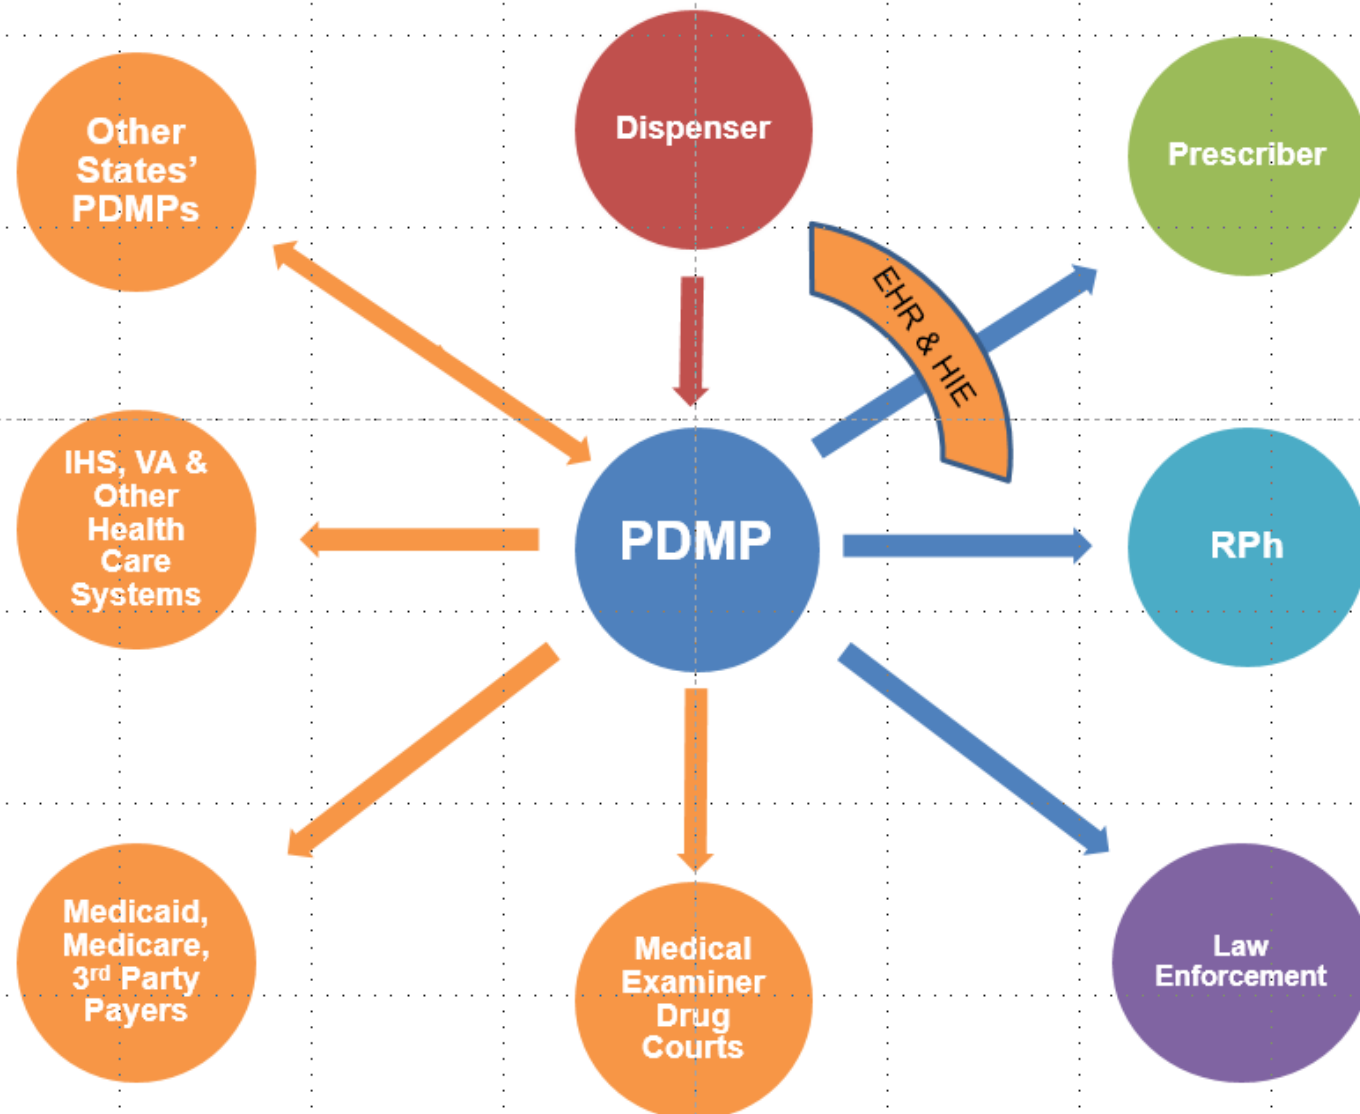 Other
States’
PDMPs
Dispenser
Prescriber
EHR & HIE
IHS, VA &
Other
Health
Care
Systems
PDMP
RPh
Medicaid,
Medicare,
3rd Party
Payers
Medical
Examiner
Drug
Courts
Law
Enforcement